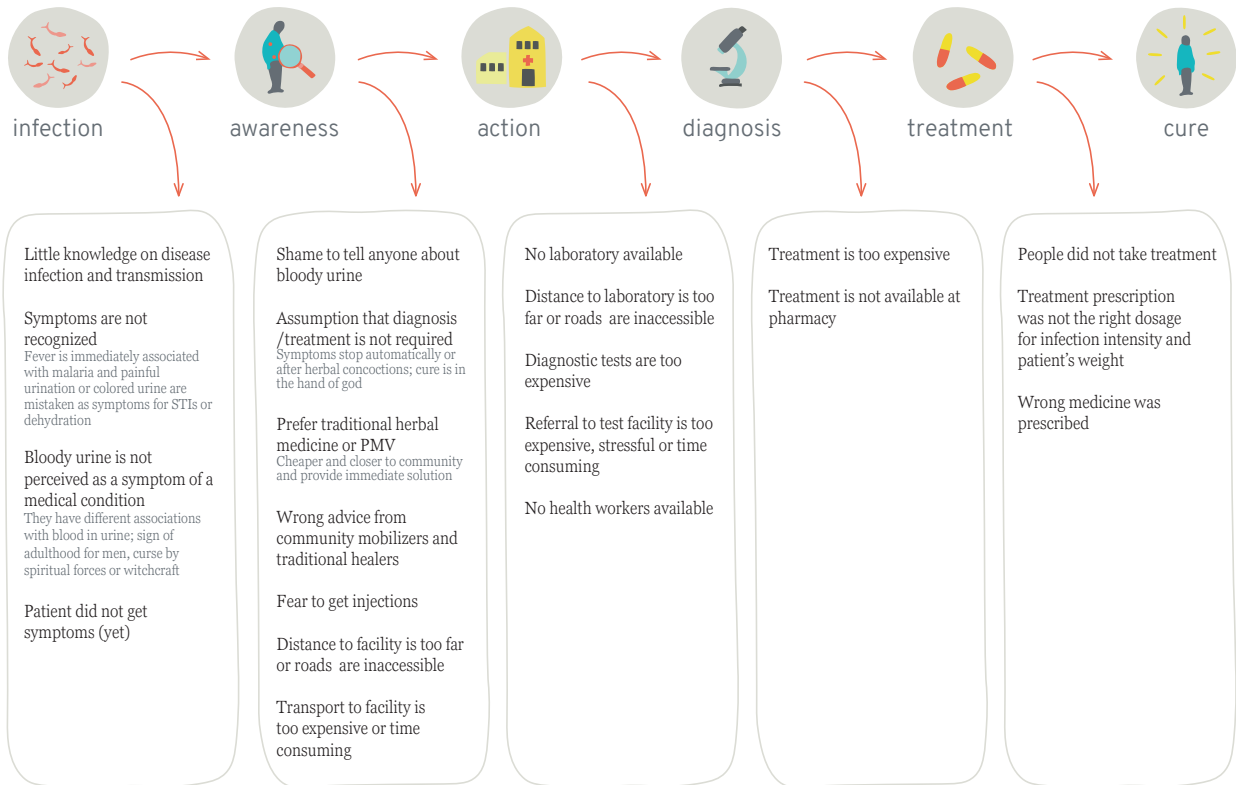 infection
awareness
action
diagnosis
treatment
cure
Little knowledge on disease
infection and transmission
Symptoms are not
recognized
Fever is immediately associated
with malaria and painful
urination or colored urine are
mistaken as symptoms for STIs or
dehydration
Bloody urine is not
perceived as a symptom of a
medical condition
They have different associations
with blood in urine; sign of
adulthood for men, curse by
spiritual forces or witchcraft
Patient did not get
symptoms (yet)
Shame to tell anyone about
bloody urine
Assumption that diagnosis
/treatment is not required
Symptoms stop automatically or
after herbal concoctions; cure is in
the hand of god
Prefer traditional herbal
medicine or PMV
Cheaper and closer to community
and provide immediate solution
Wrong advice from
community mobilizers and
traditional healers
Fear to get injections
Distance to facility is too far
or roads are inaccessible
Transport to facility is
too expensive or time
consuming
No laboratory available
Distance to laboratory is too
far or roads are inaccessible
Diagnostic tests are too
expensive
Referral to test facility is too
expensive, stressful or time
consuming
No health workers available
Treatment is too expensive
Treatment is not available at
pharmacy
People did not take treatment
Treatment prescription
was not the right dosage
for infection intensity and
patient's weight
Wrong medicine was
prescribed